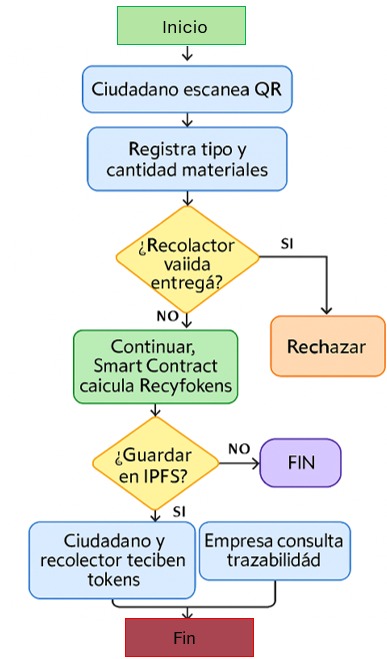 Inicio
Ciudadano escanea QR
Registra tipo y
cantidad materiales
¿Recolactor
vaiida
entregá?
SI
NO
Rechazar
Continuar,
Smart Contract
caicula Recyfokens
¿Guardar
en IPFS?
NO
FIN
SI
Ciudadano y
recolector teciben
tokens
Empresa consulta
trazabilidád
Fin